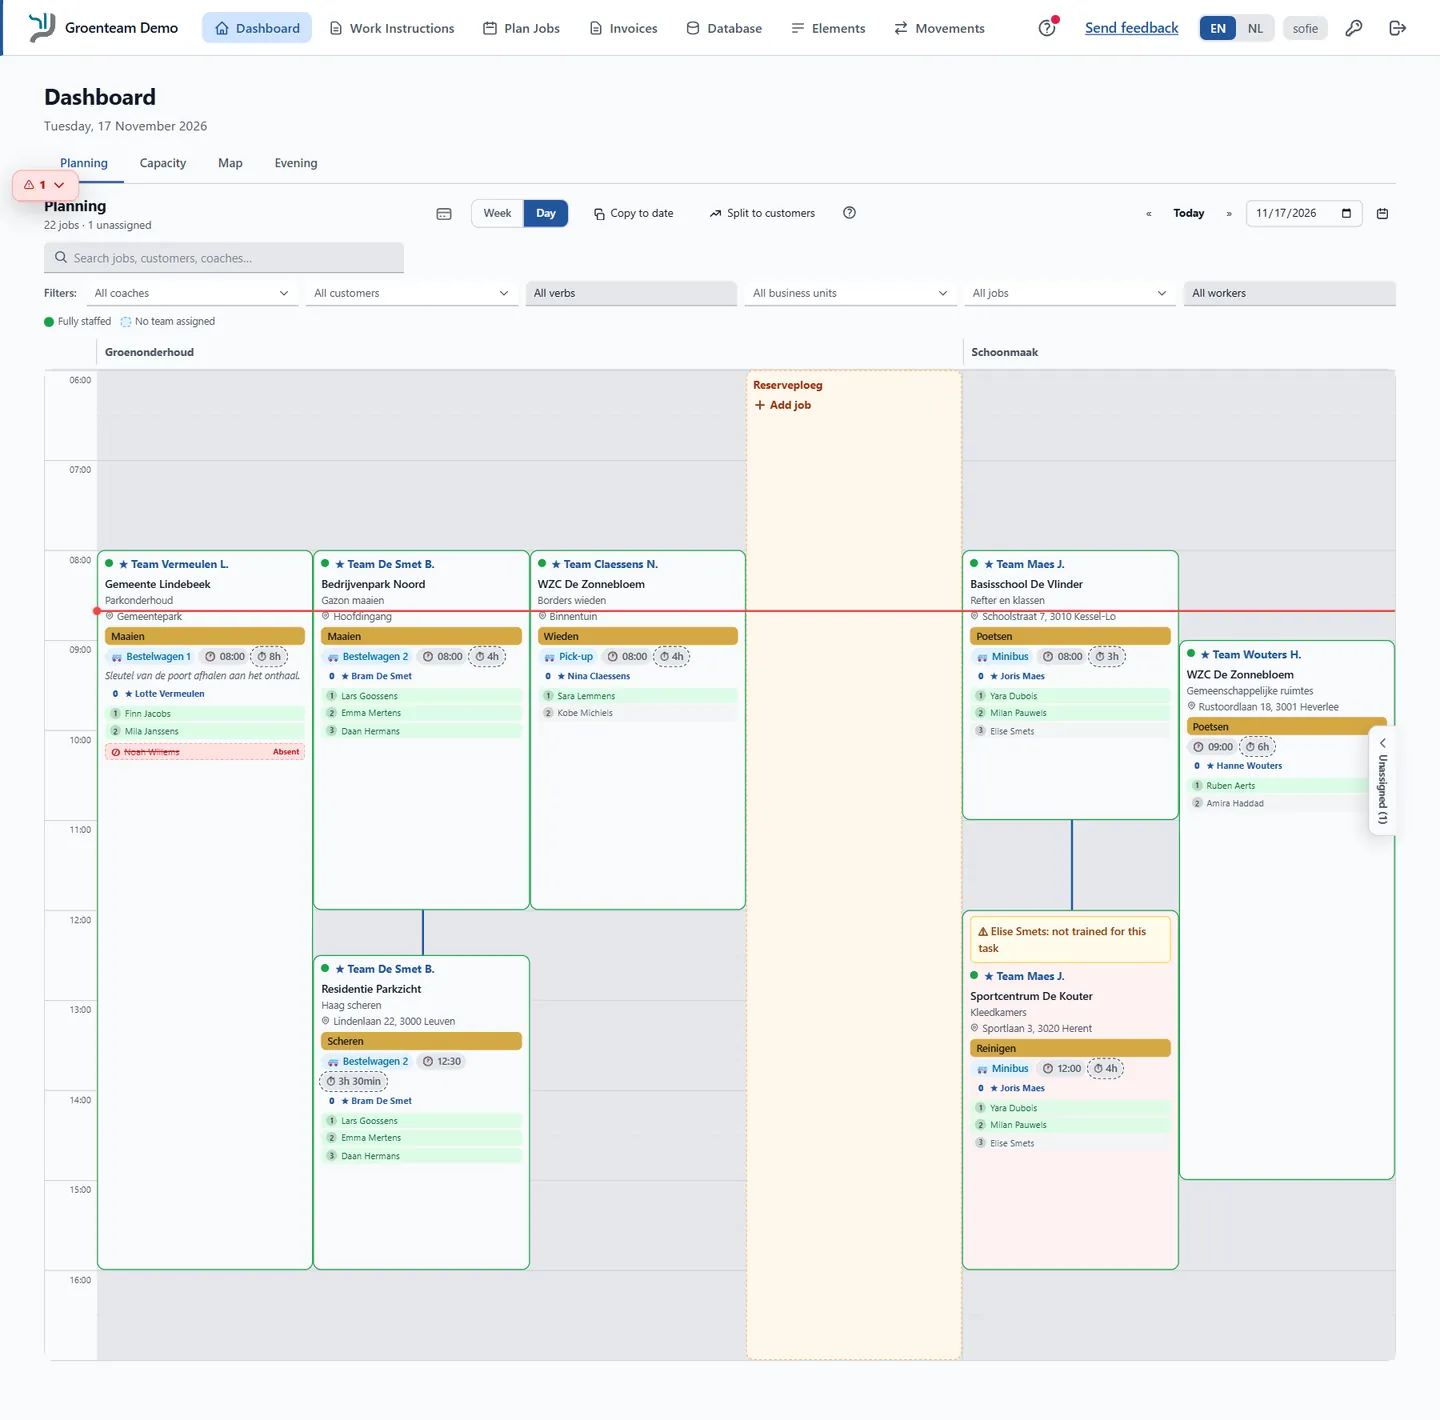 Groenteam Demo
Dashboard
Work Instructions
Plan Jobs
Invoices
Database
Elements
Movements
Send feedback
EN
NL
sofie
Dashboard
Tuesday, 17 November 2026
Planning
Capacity
Map
Evening
1
Planning
22 jobs · 1 unassigned
Week
Day
Copy to date
Split to customers
«
Today
»
11/17/2026
Search jobs, customers, coaches...
Filters:
All coaches
All customers
All verbs
All business units
All jobs
All workers
Fully staffed
No team assigned
Groenonderhoud
Schoonmaak
06:00
07:00
08:00
09:00
10:00
11:00
12:00
13:00
14:00
15:00
16:00
★ Team Vermeulen L.
Gemeente Lindebeek
Parkonderhoud
Gemeentepark
Maaien
Bestelwagen 1
08:00
8h
Sleutel van de poort afhalen aan het onthaal.
0 ★ Lotte Vermeulen
1 Finn Jacobs
2 Mila Janssens
Noah Willems
Absent
★ Team De Smet B.
Bedrijvenpark Noord
Gazon maaien
Hoofdingang
Maaien
Bestelwagen 2
08:00
4h
0 ★ Bram De Smet
1 Lars Goossens
2 Emma Mertens
3 Daan Hermans
★ Team De Smet B.
Residentie Parkzicht
Haag scheren
Lindenlaan 22, 3000 Leuven
Scheren
Bestelwagen 2
12:30
3h 30min
0 ★ Bram De Smet
1 Lars Goossens
2 Emma Mertens
3 Daan Hermans
★ Team Claessens N.
WZC De Zonnebloem
Borders wieden
Binnentuin
Wieden
Pick-up
08:00
4h
0 ★ Nina Claessens
1 Sara Lemmens
2 Kobe Michiels
Reserveploeg
+ Add job
★ Team Maes J.
Basisschool De Vlinder
Refter en klassen
Schoolstraat 7, 3010 Kessel-Lo
Poetsen
Minibus
08:00
3h
0 ★ Joris Maes
1 Yara Dubois
2 Milan Pauwels
3 Elise Smets
⚠ Elise Smets: not trained for this
task
★ Team Maes J.
Sportcentrum De Kouter
Kleedkamers
Sportlaan 3, 3020 Herent
Reinigen
Minibus
12:00
4h
0 ★ Joris Maes
1 Yara Dubois
2 Milan Pauwels
3 Elise Smets
★ Team Wouters H.
WZC De Zonnebloem
Gemeenschappelijke ruimtes
Rustoordlaan 18, 3001 Heverlee
Poetsen
09:00
6h
0 ★ Hanne Wouters
1 Ruben Aerts
2 Amira Haddad
Unassigned (1)